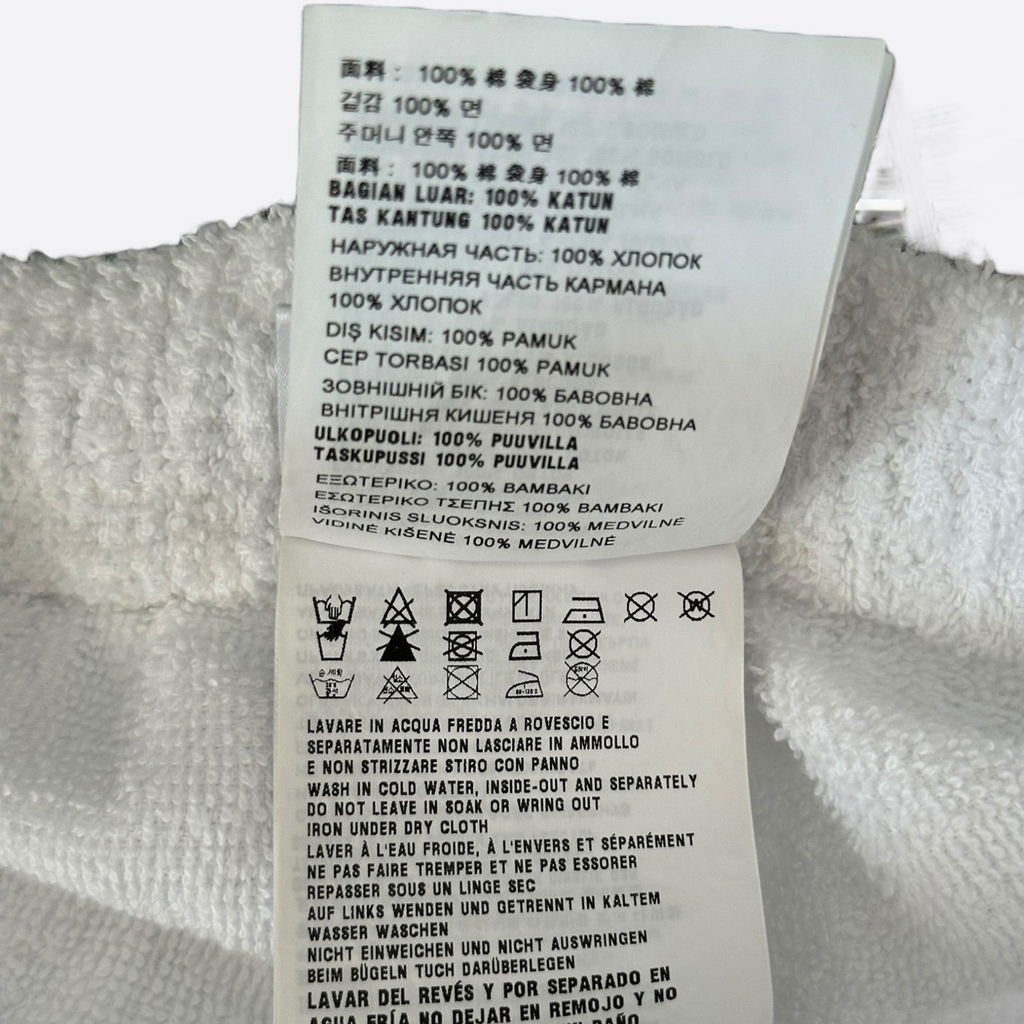 面料： 100% 棉 袋身 100% 棉
겉감 100% 면
주머니 안쪽 100% 면
面料： 100% 棉 袋身 100% 棉
BAGIAN LUAR: 100% KATUN
TAS KANTUNG 100% KATUN
НАРУЖНАЯ ЧАСТЬ: 100% ХЛОПОК
ВНУТРЕННЯЯ ЧАСТЬ КАРМАНА
100% ХЛОПОК
DIŞ KISIM: 100% PAMUK
CEP TORBASI 100% PAMUK
ЗОВНІШНІЙ БІК: 100% БАВОВНА
ВНІТРІШНЯ КИШЕНЯ 100% БАВОВНА
ULKOPUOLI: 100% PUUVILLA
TASKUPUSSI 100% PUUVILLA
ΕΞΩΤΕΡΙΚΟ: 100% ΒΑΜΒΑΚΙ
ΕΣΩΤΕΡΙΚΟ ΤΣΕΠΗΣ 100% ΒΑΜΒΑΚΙ
IŠORINIS SLUOKSNIS: 100% MEDVILNĖ
VIDINĖ KIŠENĖ 100% MEDVILNĖ
LAVARE IN ACQUA FREDDA A ROVESCIO E
SEPARATAMENTE NON LASCIARE IN AMMOLLO
E NON STRIZZARE STIRO CON PANNO
WASH IN COLD WATER, INSIDE-OUT AND SEPARATELY
DO NOT LEAVE IN SOAK OR WRING OUT
IRON UNDER DRY CLOTH
LAVER À L'EAU FROIDE, À L'ENVERS ET SÉPARÉMENT
NE PAS FAIRE TREMPER ET NE PAS ESSORER
REPASSER SOUS UN LINGE SEC
AUF LINKS WENDEN UND GETRENNT IN KALTEM
WASSER WASCHEN
NICHT EINWEICHEN UND NICHT AUSWRINGEN
BEIM BÜGELN TUCH DARÜBERLEGEN
LAVAR DEL REVÉS Y POR SEPARADO EN
AGUA FRÍA NO DEJAR EN REMOJO Y NO